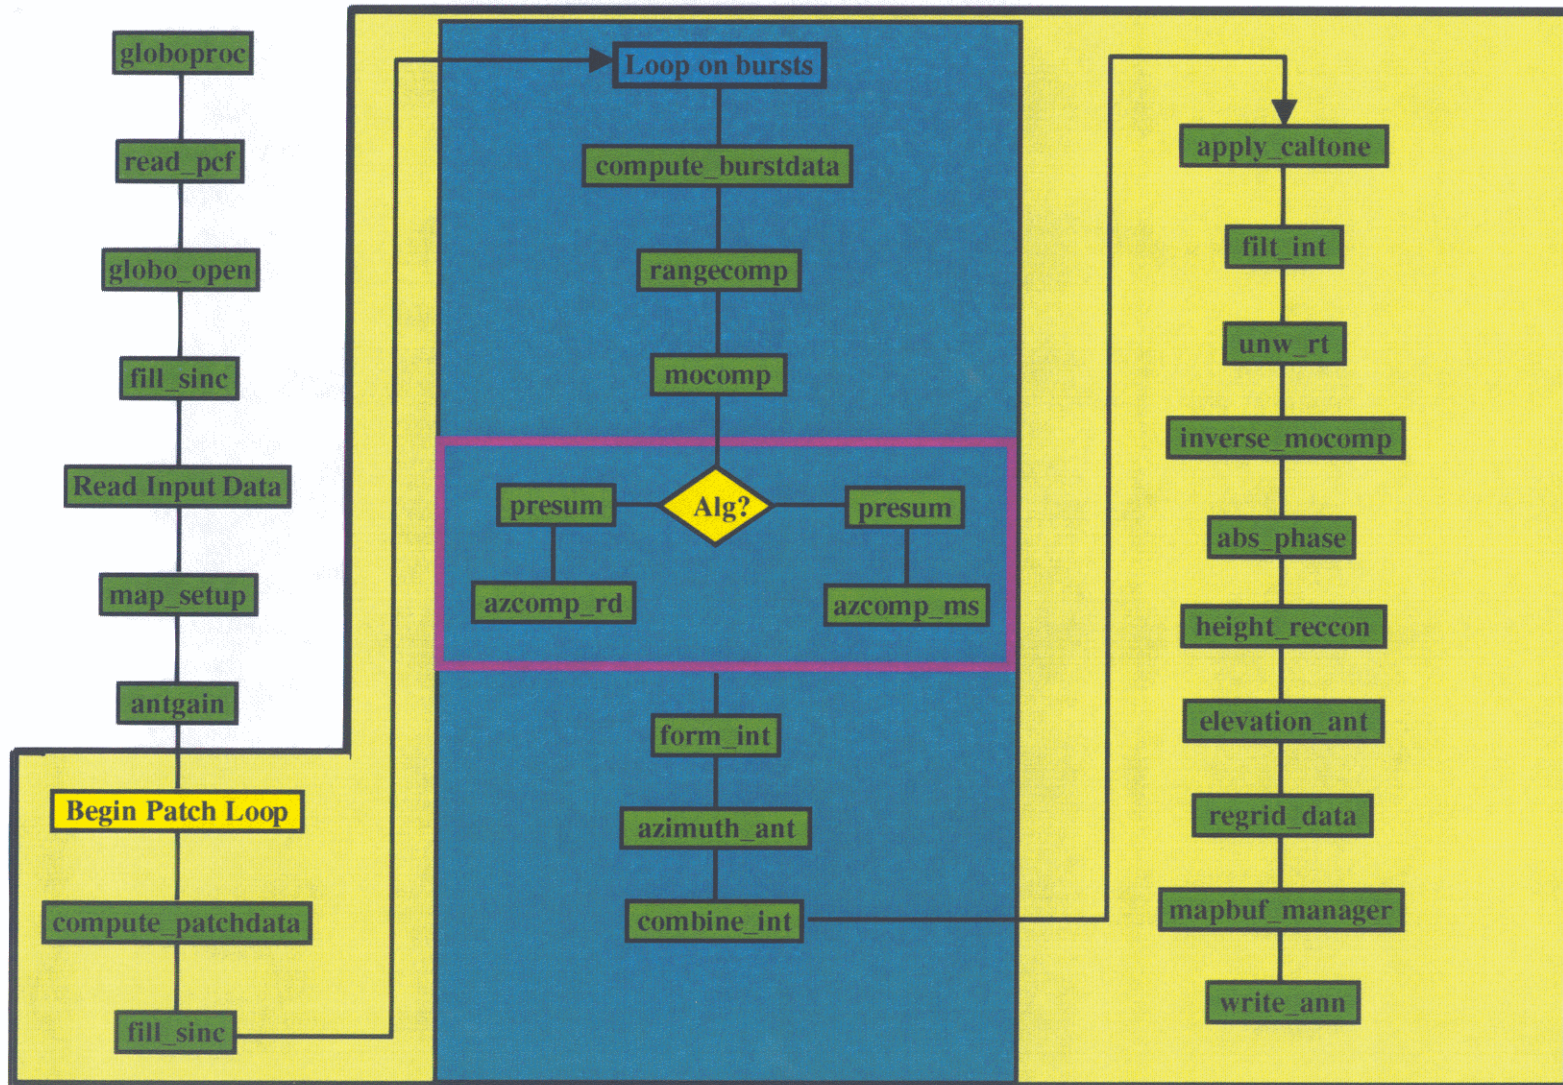 globoproc
read_pcf
globo_open
fill_sinc
Read Input Data
map_setup
antgain
Begin Patch Loop
compute_patchdata
fill_sinc
Loop on bursts
compute_burstdata
rangecomp
mocomp
Alg?
presum
presum
azcomp_rd
azcomp_ms
form_int
azimuth_ant
combine_int
apply_caltone
filt_int
unw_rt
inverse_mocomp
abs_phase
height_reccon
elevation_ant
regrid_data
mapbuf_manager
write_ann